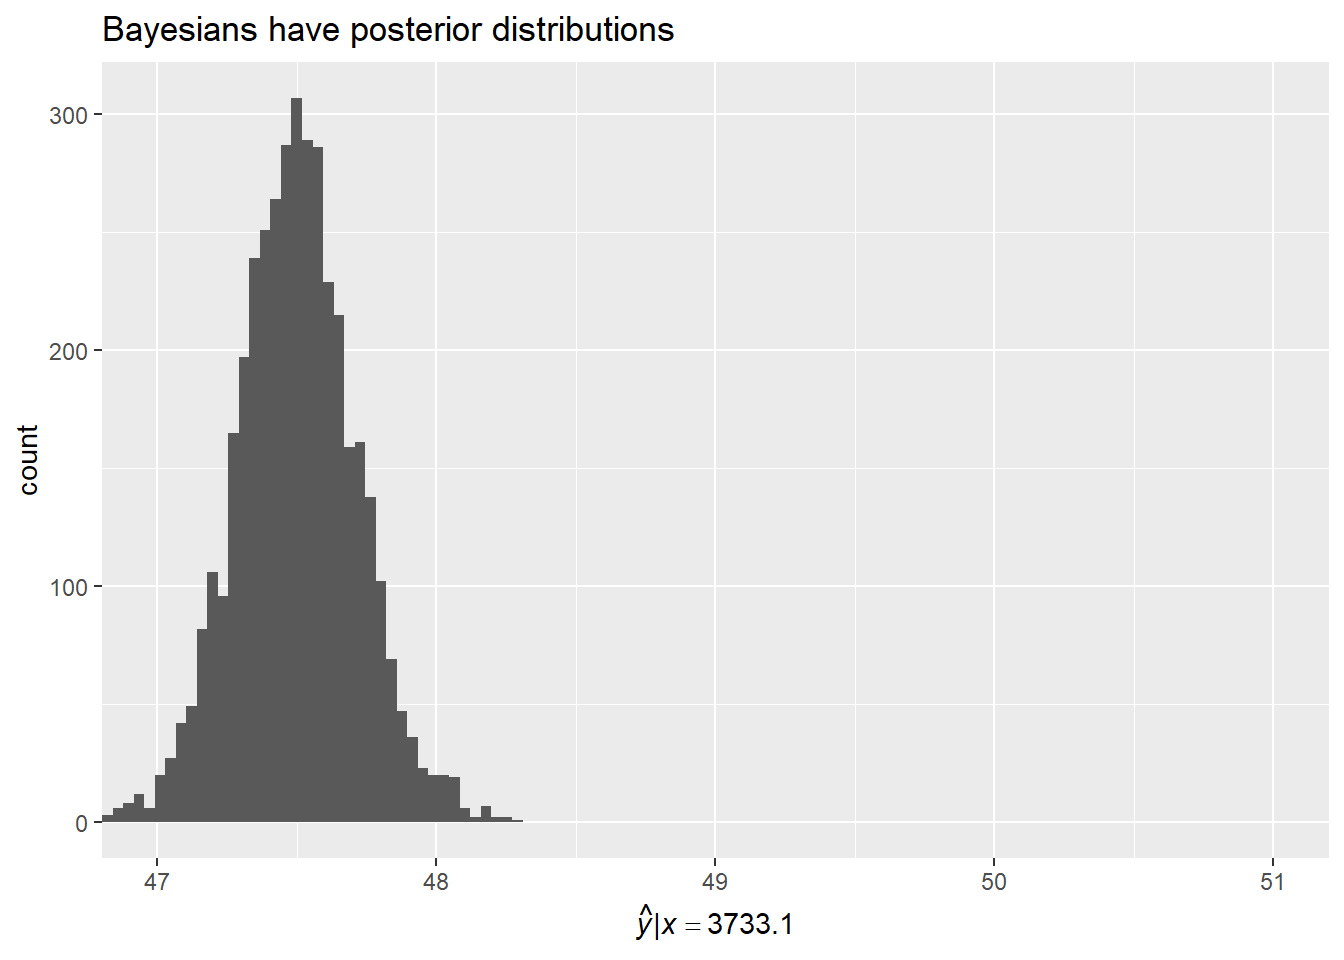 Bayesians have posterior distributions
300
200
100
0
count
47 48 49 50 51
ŷ|x = 3733.1